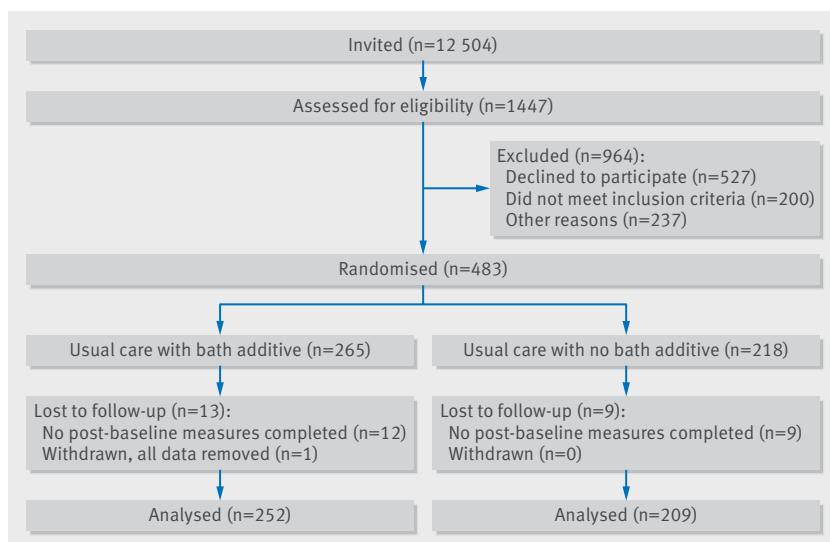 Invited (n=12 504)
Assessed for eligibility (n=1447)
Excluded (n=964):
Declined to participate (n=527)
Did not meet inclusion criteria (n=200)
Other reasons (n=237)
Randomised (n=483)
Usual care with bath additive (n=265)
Usual care with no bath additive (n=218)
Lost to follow-up (n=13):
No post-baseline measures completed (n=12)
Withdrawn, all data removed (n=1)
Lost to follow-up (n=9):
No post-baseline measures completed (n=9)
Withdrawn (n=0)
Analysed (n=252)
Analysed (n=209)